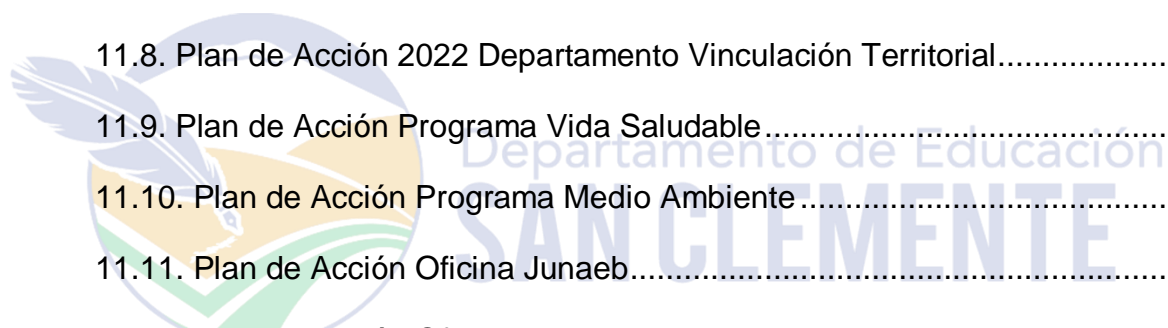 11.8. Plan de Acción 2022 Departamento Vinculación Territorial...................
11.9. Plan de Acción Programa Vida Saludable..............................................
Departamento de Educación
11.10. Plan de Acción Programa Medio Ambiente.......................................
SAN CLEMENTE
11.11. Plan de Acción Oficina Junaeb...........................................................